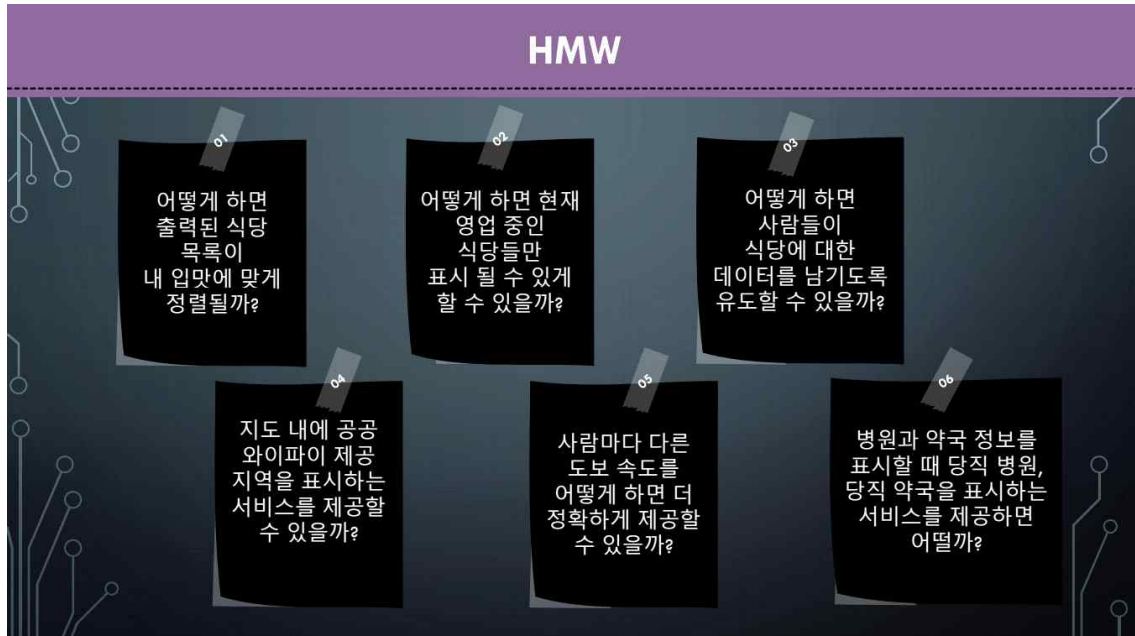 HMW
01
어떻게 하면
출력된 식당
목록이
내 입맛에 맞게
정렬될까?
02
어떻게 하면 현재
영업 중인
식당들만
표시 될 수 있게
할 수 있을까?
03
어떻게 하면
사람들이
식당에 대한
데이터를 남기도록
유도할 수 있을까?
04
지도 내에 공공
와이파이 제공
지역을 표시하는
서비스를 제공할
수 있을까?
05
사람마다 다른
도보 속도를
어떻게 하면 더
정확하게 제공할
수 있을까?
06
병원과 약국 정보를
표시할 때 당직 병원,
당직 약국을 표시하는
서비스를 제공하면
어떨까?